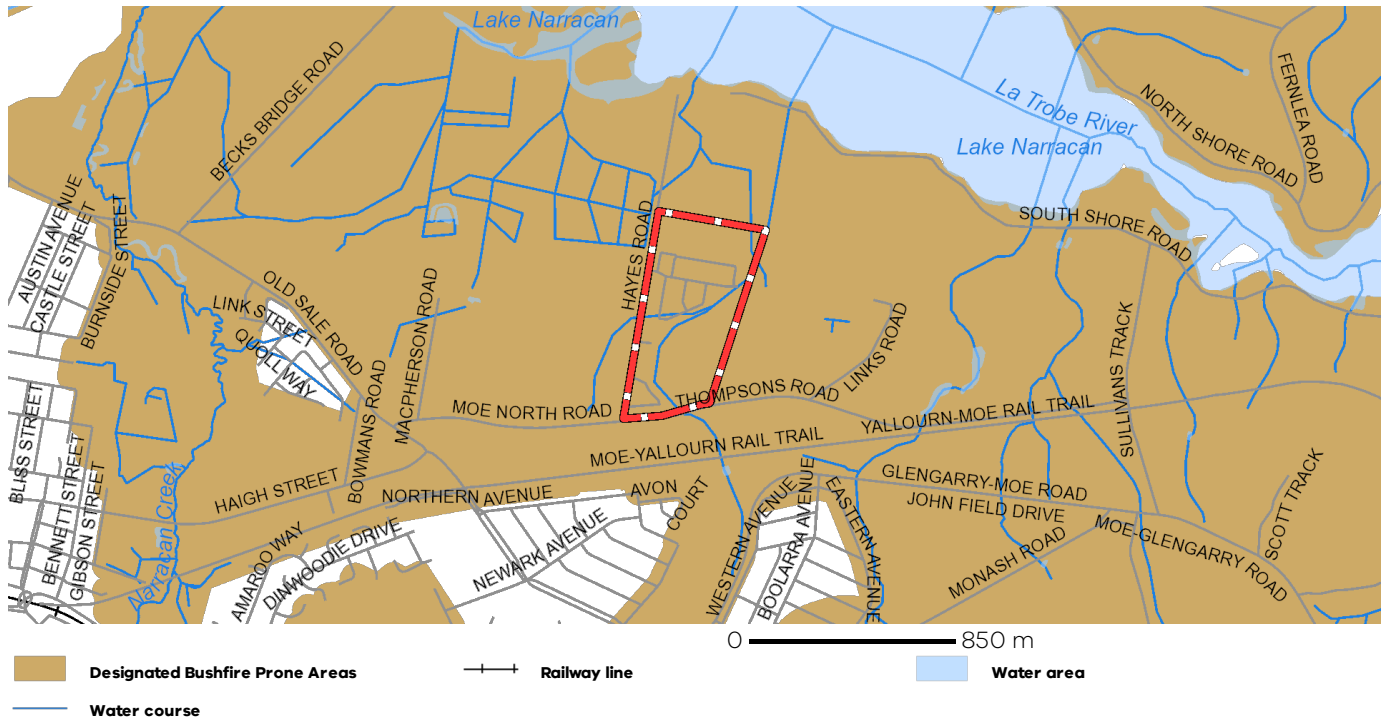 Lake Narracan
La Trobe River
Lake Narracan
FERNLEA ROAD
NORTH SHORE ROAD
BECKS BRIDGE ROAD
AUSTIN AVENUE
CASTLE STREET
BURNSIDE STREET
SOUTH SHORE ROAD
HAYES ROAD
OLD SALE ROAD
LINK STREET
QUOLL WAY
MACPHERSON ROAD
BOWMANS ROAD
LINKS ROAD
SULLIVANS TRACK
MOE NORTH ROAD
THOMPSONS ROAD
MOE-YALLOURN RAIL TRAIL
YALLOURN-MOE RAIL TRAIL
BLISS STREET
BENNETT STREET
GIBSON STREET
Narracan Creek
HAIGH STREET
NORTHERN AVENUE
AVON COURT
AMAROO WAY
DINWOODIE DRIVE
NEWARK AVENUE
WESTERN AVENUE
BOOLARRA AVENUE
EASTERN AVENUE
GLENGARRY-MOE ROAD
JOHN FIELD DRIVE
MONASH ROAD
MOE-GLENGARRY ROAD
SCOTT TRACK
0 850 m
Designated Bushfire Prone Areas
Railway line
Water area
Water course